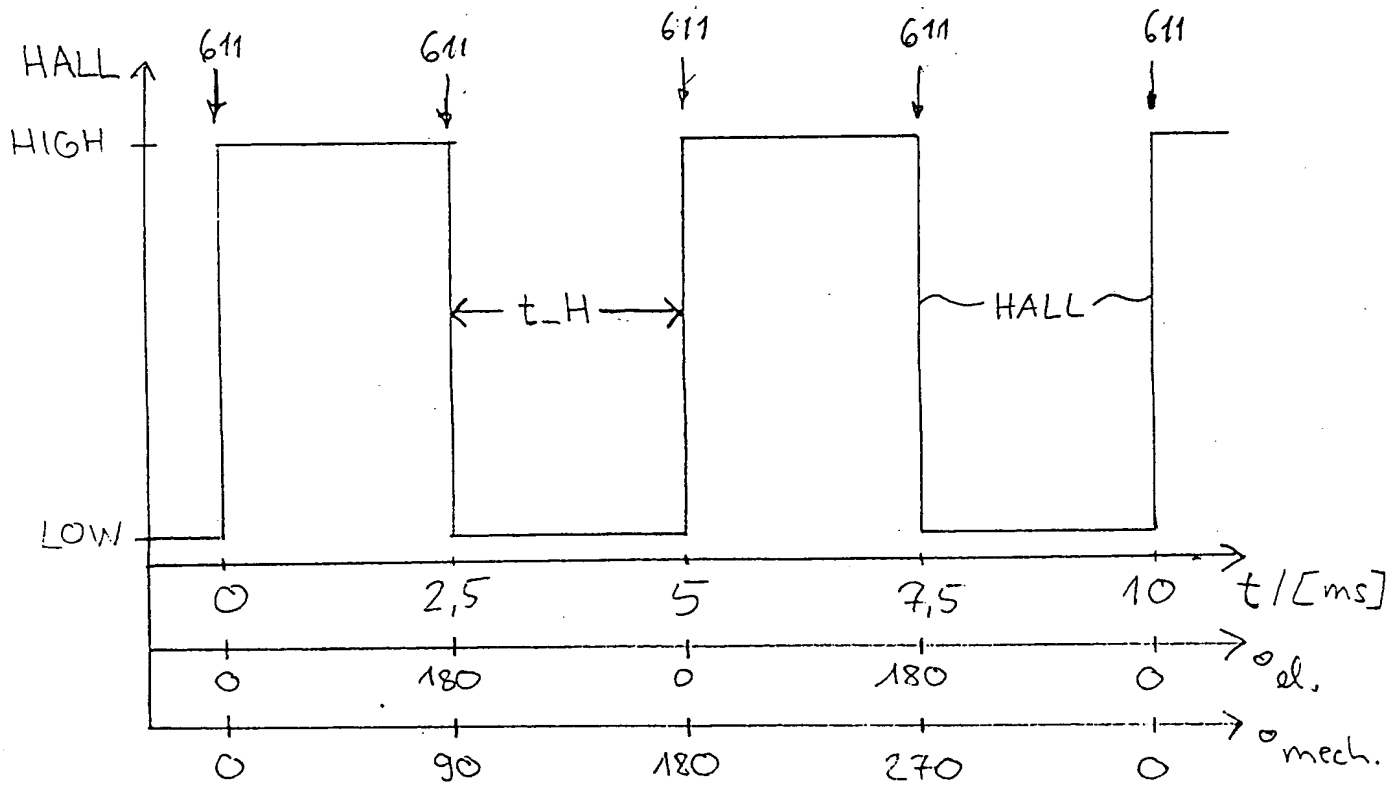 611 611 611 611 611
HALL
HIGH
t_H HALL
LOW
0 2,5 5 7,5 10 t/[ms]
0 180 0 180 0 °el.
0 90 180 270 0 °mech.